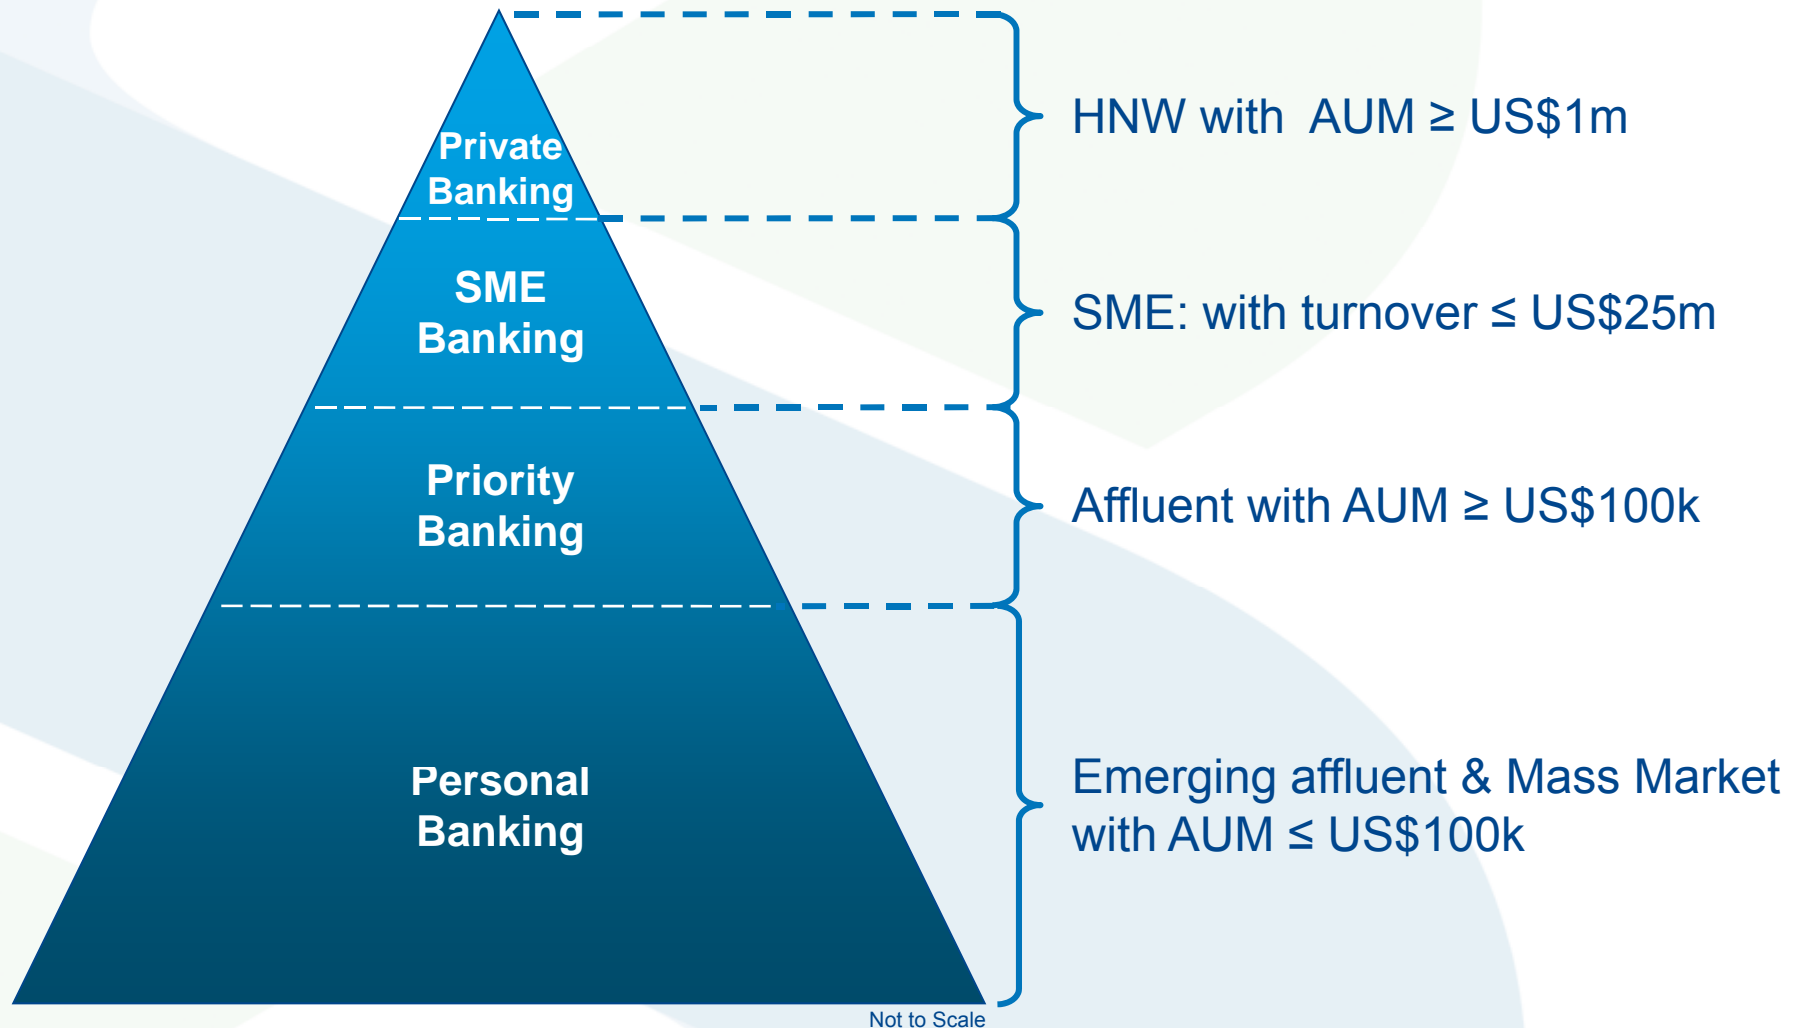 Private
Banking
HNW with  AUM ≥ US$1m
SME
Banking
SME: with turnover ≤ US$25m
Priority
Banking
Affluent with AUM ≥ US$100k
Personal
Banking
Emerging affluent & Mass Market
with AUM ≤ US$100k
Not to Scale